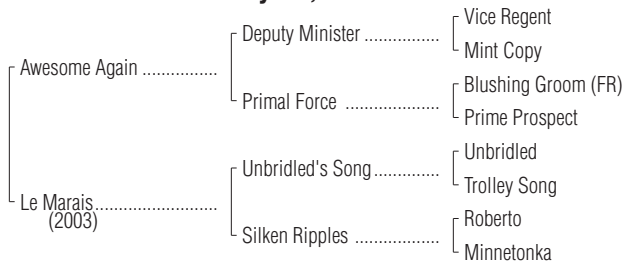 Vice Regent
Deputy Minister ................
Mint Copy
Awesome Again ................
Blushing Groom (FR)
Primal Force ....................
Prime Prospect
Unbridled
Unbridled's Song..............
Trolley Song
Le Marais..........................
(2003)
Roberto
Silken Ripples ..................
Minnetonka